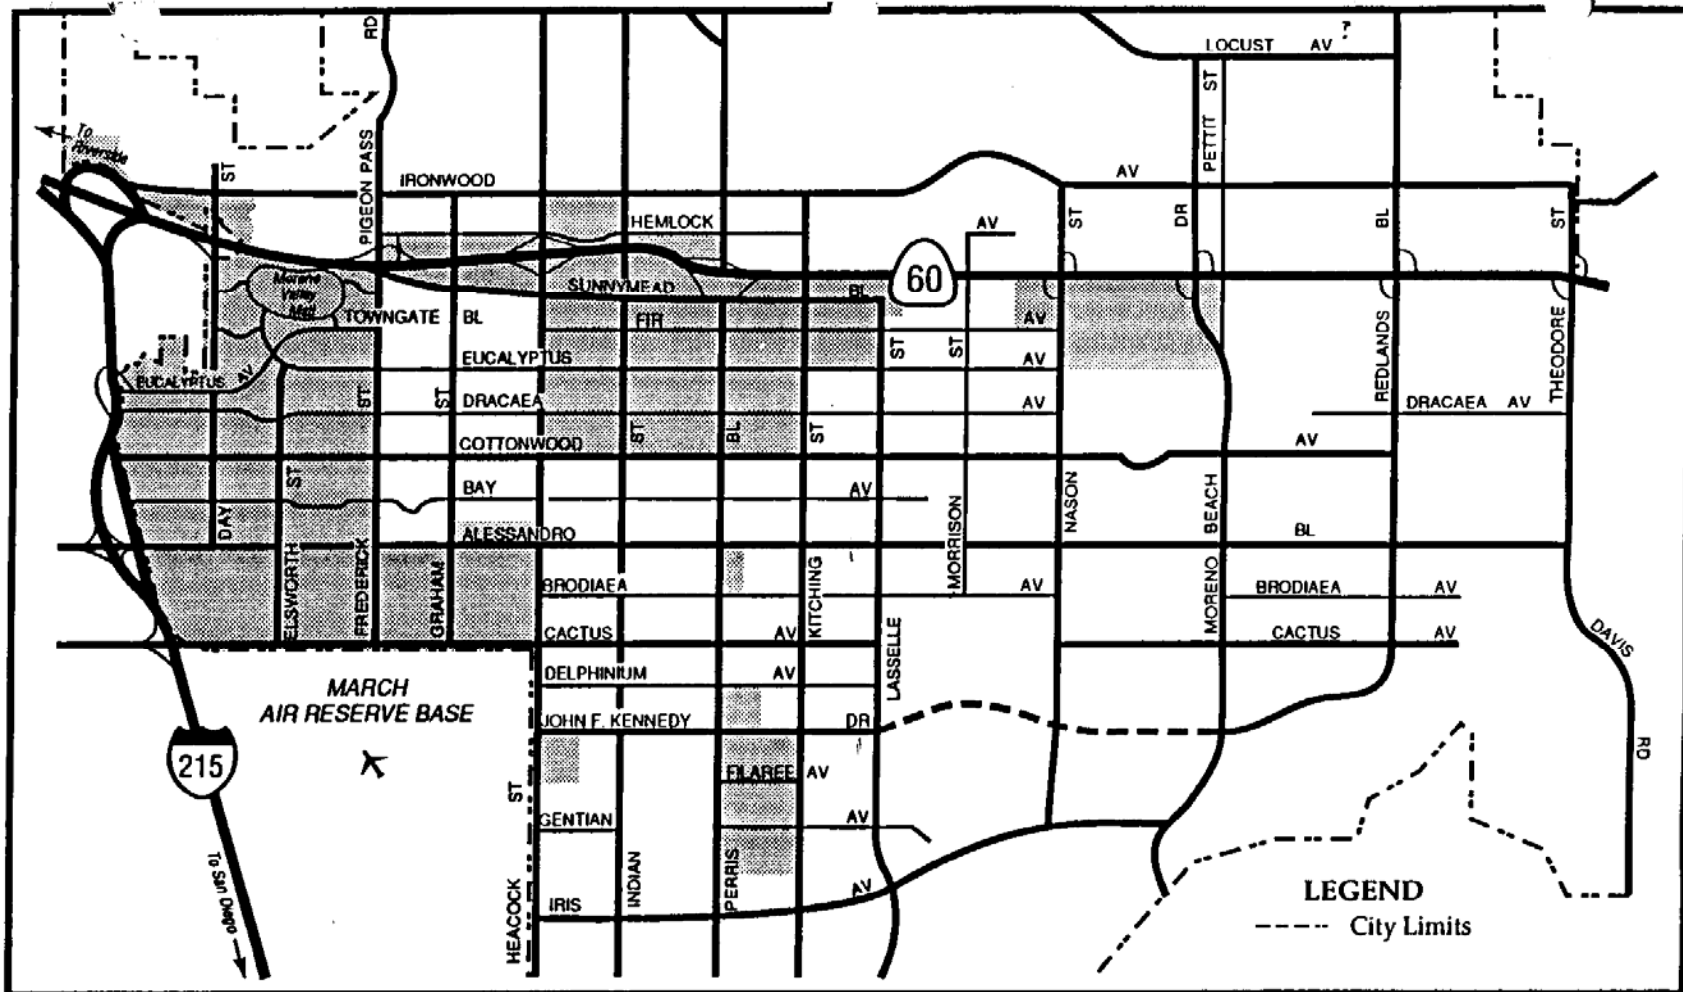 RD
LOCUST AV
?
To
Riverside
ST
PIGEON PASS
PETTIT ST
IRONWOOD
AV
HEMLOCK
AV
ST
DR
BL
ST
60
Moreno
Valley
Mall
SUNNYMEAD
BL
TOWNGATE
BL
FIR
AV
EUCALYPTUS
AV
ST
ST
EUCALYPTUS
AV
REDLANDS
THEODORE
ST
ST
DRACAEA
AV
DRACAEA AV
ST
BL
ST
COTTONWOOD
AV
ST
BAY
AV
DAY
ALESSANDRO
BL
MORRISON
NASON
MORENO BEACH
ELSWORTH
FREDERICK
GRAHAM
BRODIAEA
AV
BRODIAEA
AV
KITCHING
CACTUS
AV
CACTUS
AV
LASSELLE
DAVIS
RD
DELPHINIUM
AV
MARCH
AIR RESERVE BASE
JOHN F. KENNEDY
DR
215
FILAREE AV
ST
GENTIAN
AV
To San Diego
HEACOCK
INDIAN
PERRIS
IRIS
AV
LEGEND
City Limits